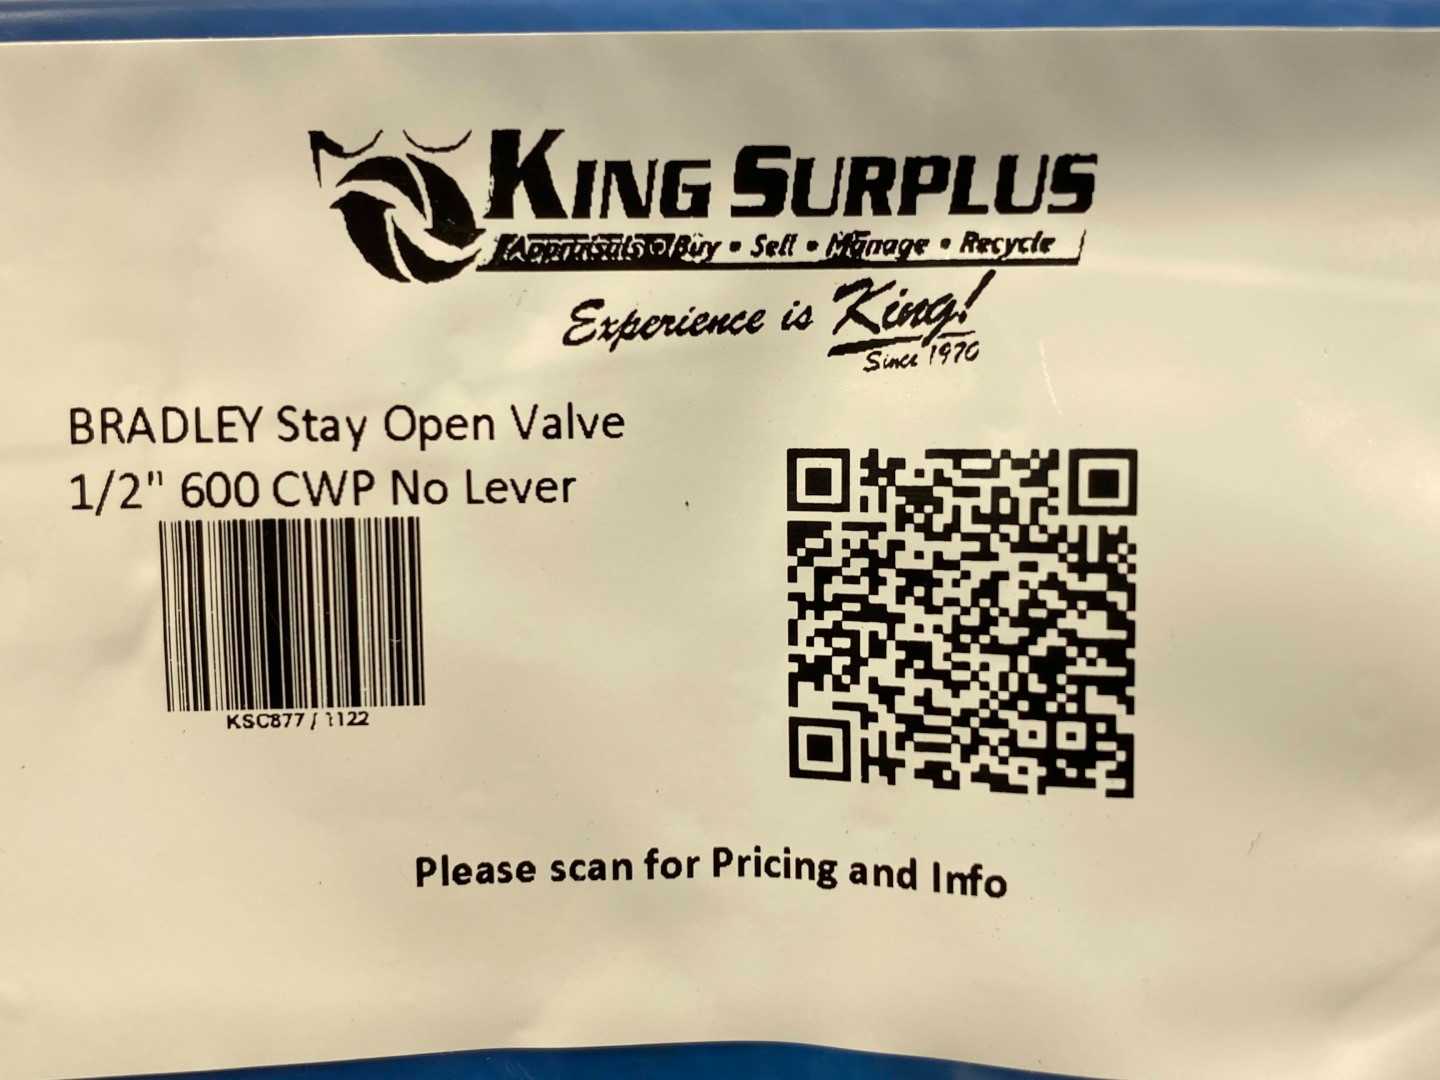 KING SURPLUS
Appraisals • Buy • Sell • Manage • Recycle
Experience is King!
Since 1970
BRADLEY Stay Open Valve
1/2" 600 CWP No Lever
KSC877 / 1122
Please scan for Pricing and Info